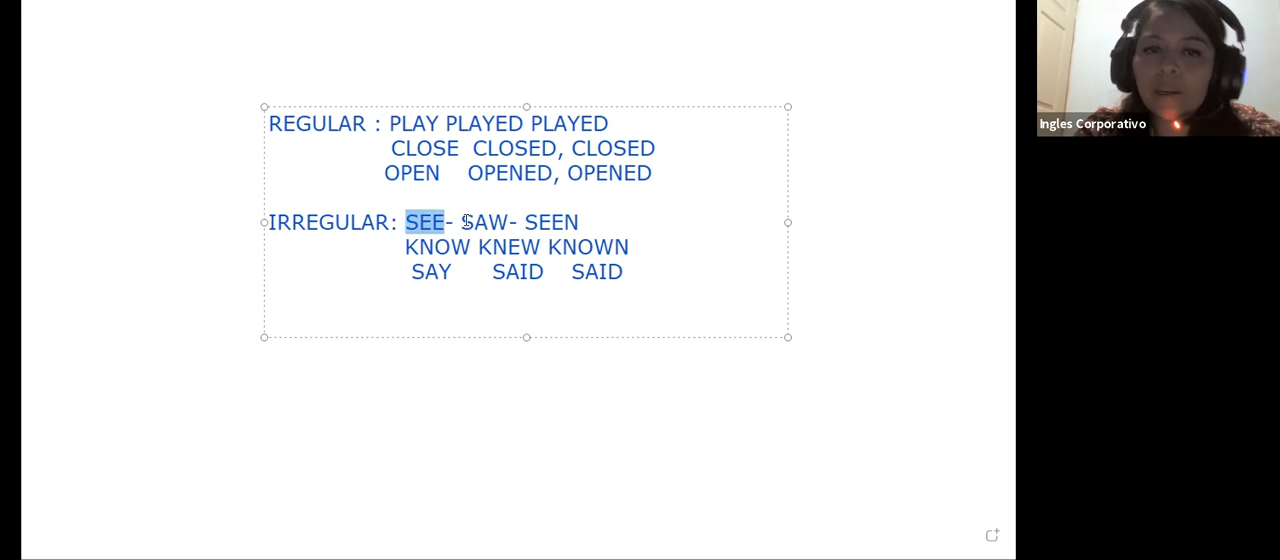 REGULAR : PLAY PLAYED PLAYED
CLOSE CLOSED, CLOSED
OPEN OPENED, OPENED
IRREGULAR: SEE- SAW- SEEN
KNOW KNEW KNOWN
SAY SAID SAID
Ingles Corporativo